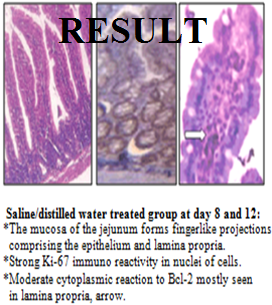 RESULT
Saline/distilled water treated group at day 8 and 12:
*The mucosa of the jejunum forms fingerlike projections
comprising the epithelium and lamina propria.
*Strong Ki-67 immuno reactivity in nuclei of cells.
*Moderate cytoplasmic reaction to Bcl-2 mostly seen
in lamina propria, arrow.